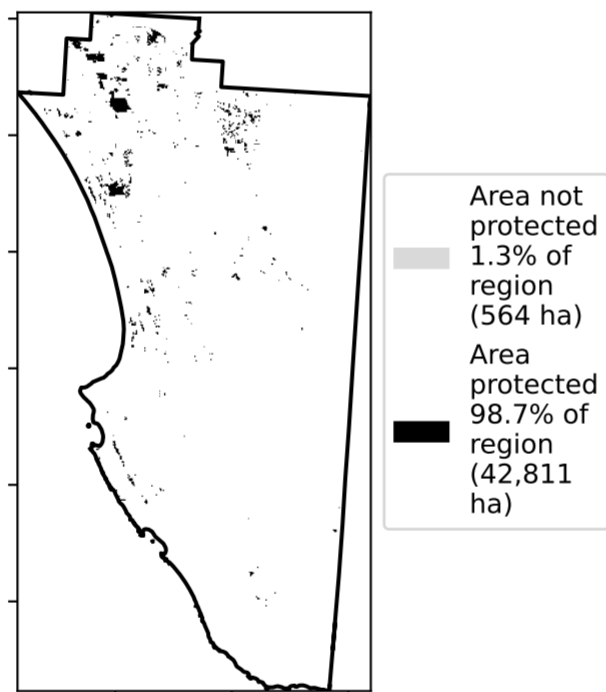 Area not
protected
1.3% of
region
(564 ha)
Area
protected
98.7% of
region
(42,811
ha)